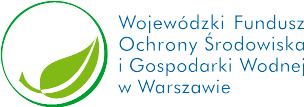 Wojewódzki Fundusz
Ochrony Środowiska
i Gospodarki Wodnej
w Warszawie